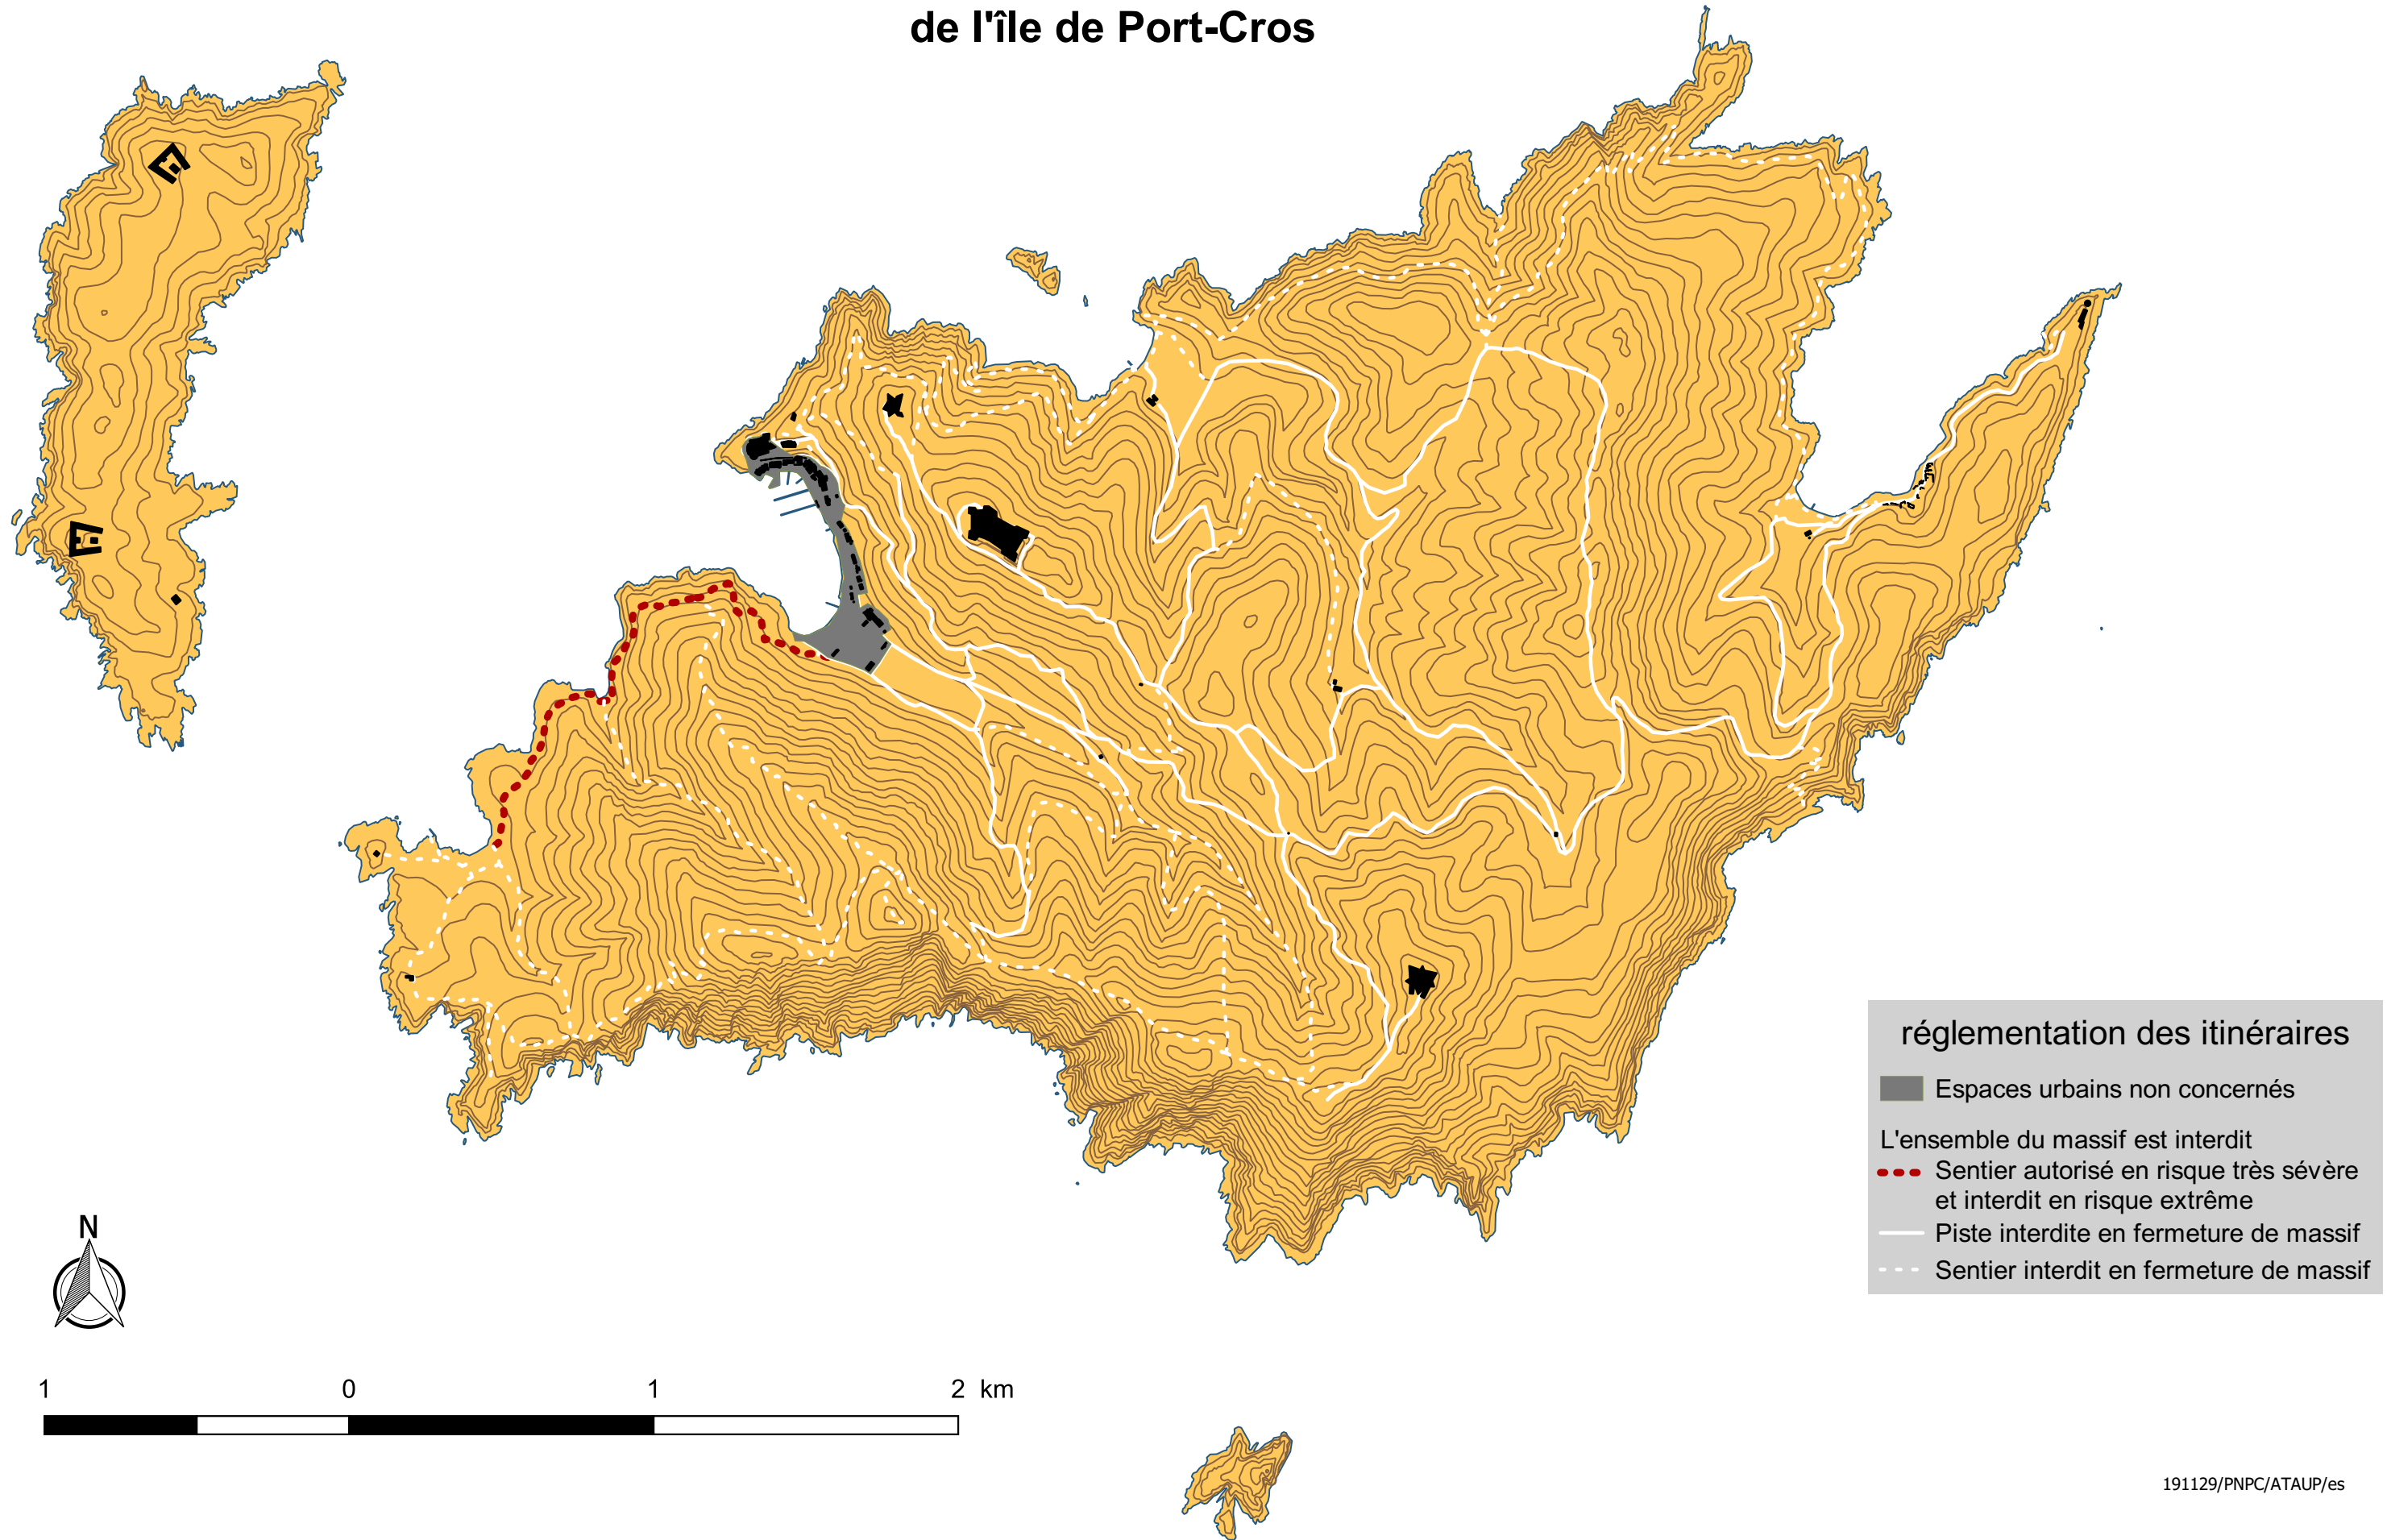 de l'île de Port-Cros
réglementation des itinéraires
Espaces urbains non concernés
L'ensemble du massif est interdit
Sentier autorisé en risque très sévère
et interdit en risque extrême
Piste interdite en fermeture de massif
Sentier interdit en fermeture de massif
N
1 0 1 2 km
191129/PNPC/ATAUP/es